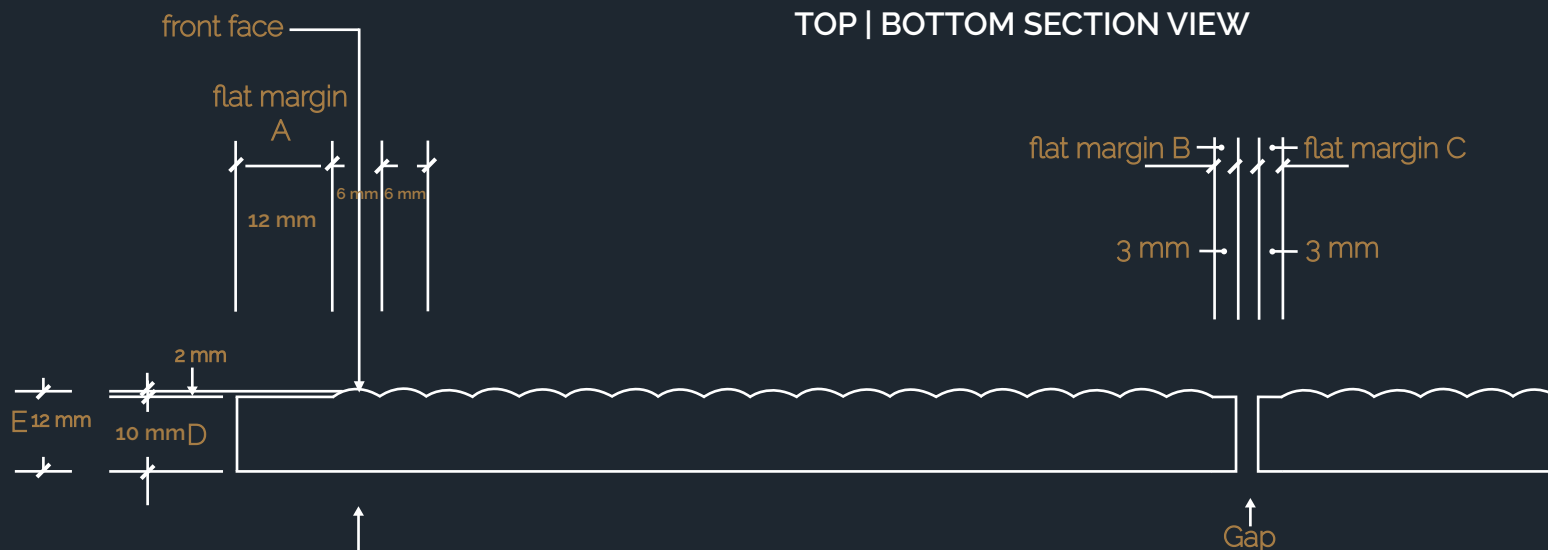 TOP | BOTTOM SECTION VIEW
front face
flat margin
A
flat margin B
flat margin C
6 mm
6 mm
12 mm
3 mm
3 mm
2 mm
E 12 mm
10 mm D
Gap